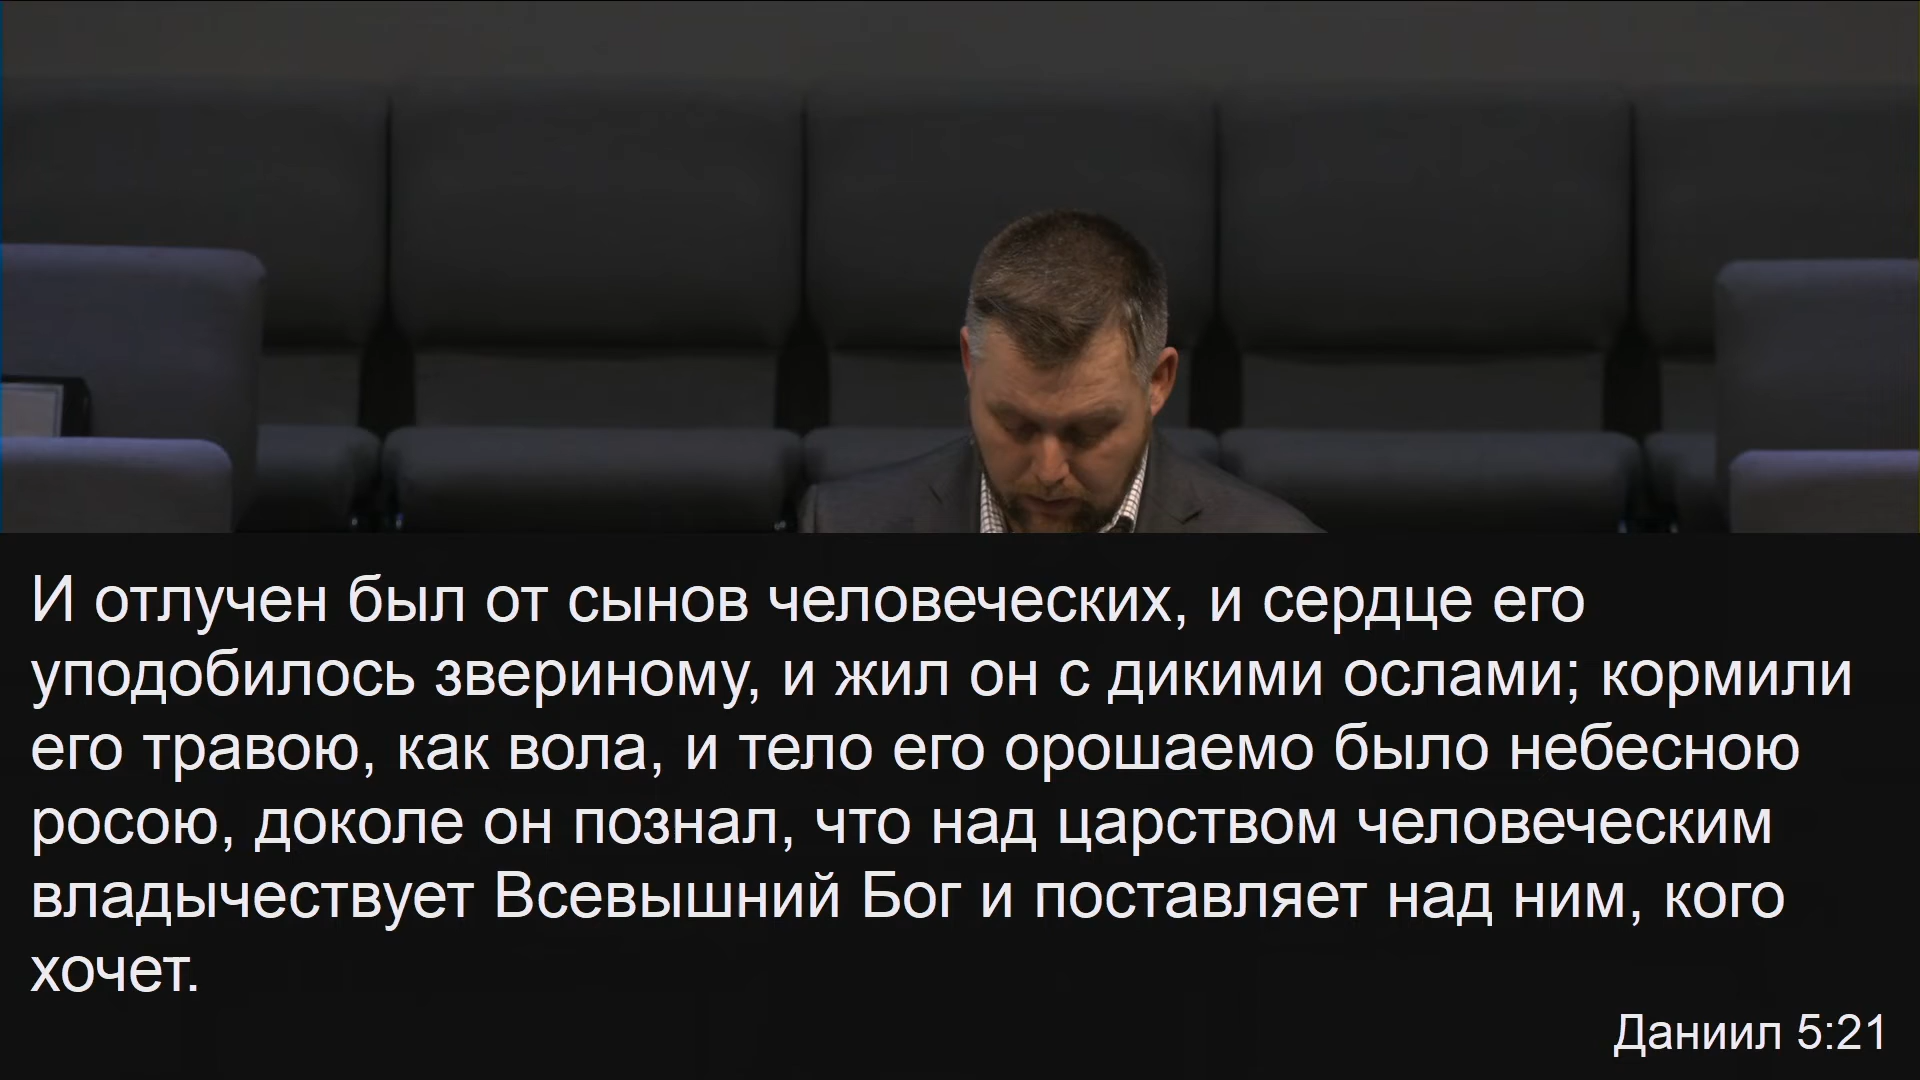 И отлучен был от сынов человеческих, и сердце его
уподобилось звериному, и жил он с дикими ослами; кормили
его травою, как вола, и тело его орошаемо было небесною
росою, доколе он познал, что над царством человеческим
владычествует Всевышний Бог и поставляет над ним, кого
хочет.
Даниил 5:21